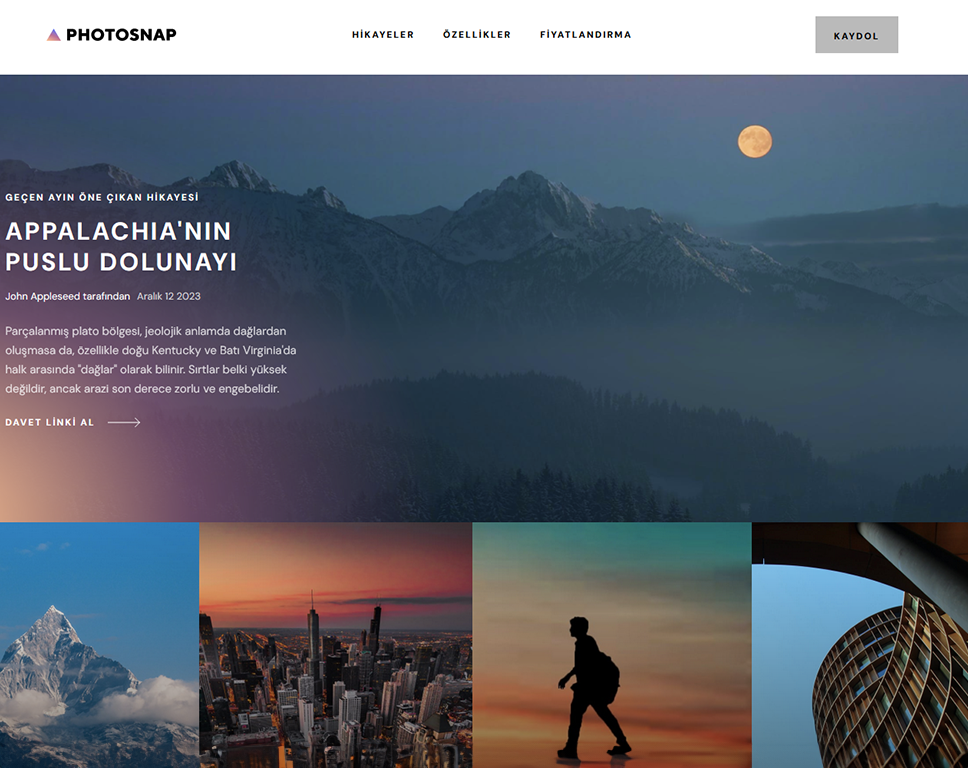 PHOTOSNAP
HİKAYELER
ÖZELLİKLER
FİYATLANDIRMA
KAYDOL
GEÇEN AYIN ÖNE ÇIKAN HİKAYESİ
APPALACHIA'NIN
PUSLU DOLUNAYI
John Appleseed tarafından Aralık 12 2023
Parçalanmış plato bölgesi, jeolojik anlamda dağlardan
oluşmasa da, özellikle doğu Kentucky ve Batı Virginia'da
halk arasında "dağlar" olarak bilinir. Sırtlar belki yüksek
değildir, ancak arazi son derece zorlu ve engebelidir.
DAVET LİNKİ AL